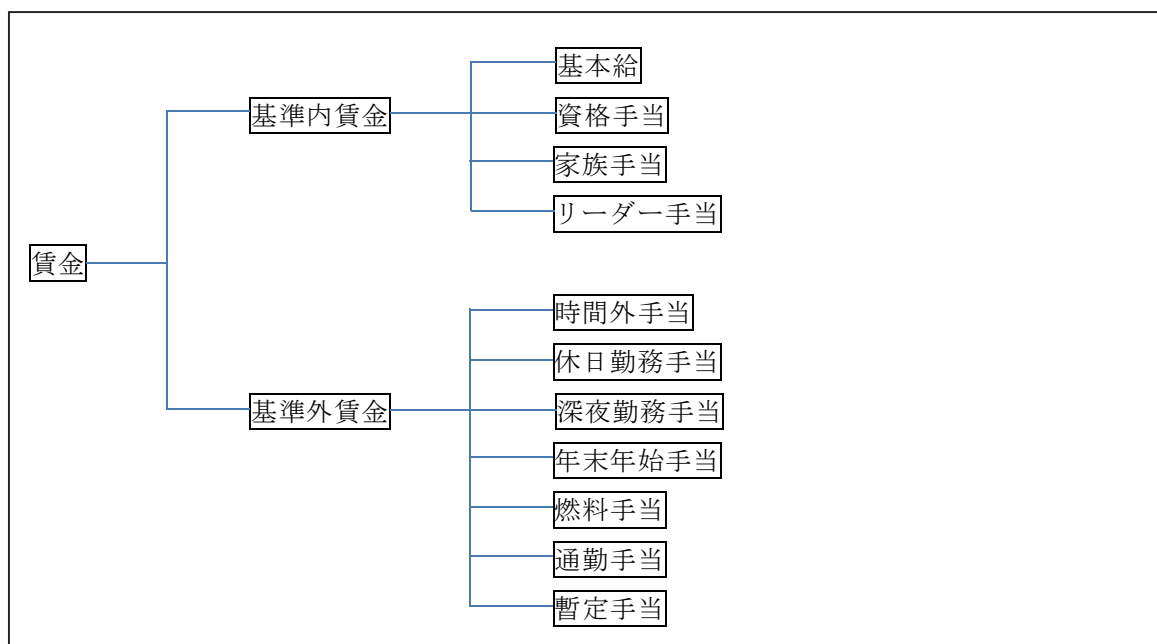 基本給
基準内賃金
資格手当
家族手当
リーダー手当
賃金
時間外手当
休日勤務手当
基準外賃金
深夜勤務手当
年末年始手当
燃料手当
通勤手当
暫定手当